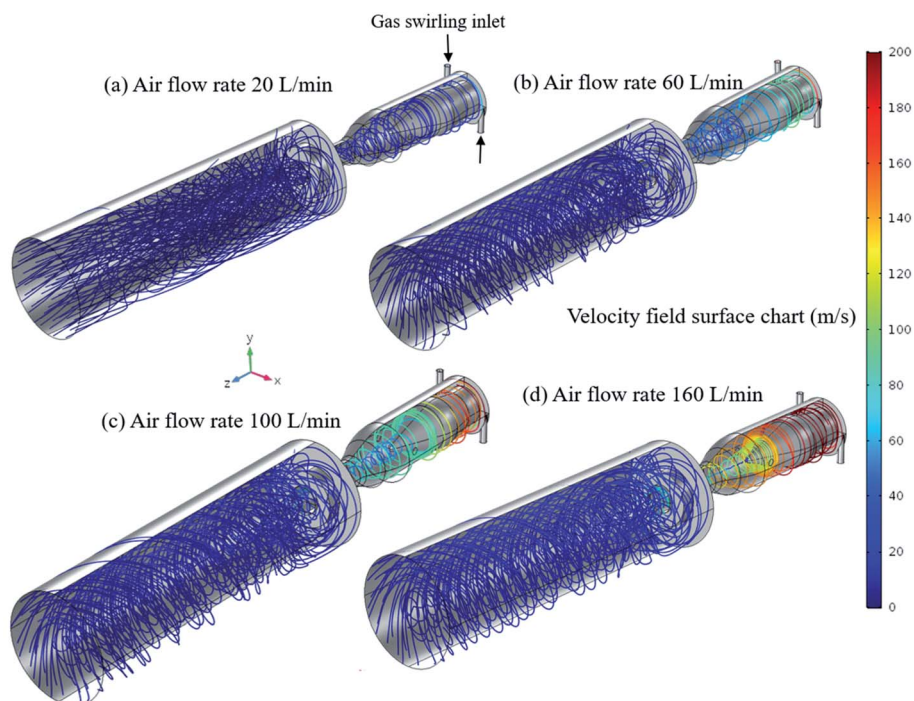 Gas swirling inlet
(a) Air flow rate 20 L/min
(b) Air flow rate 60 L/min
Velocity field surface chart (m/s)
y
z
x
(c) Air flow rate 100 L/min
(d) Air flow rate 160 L/min
200
180
160
140
120
100
80
60
40
20
0